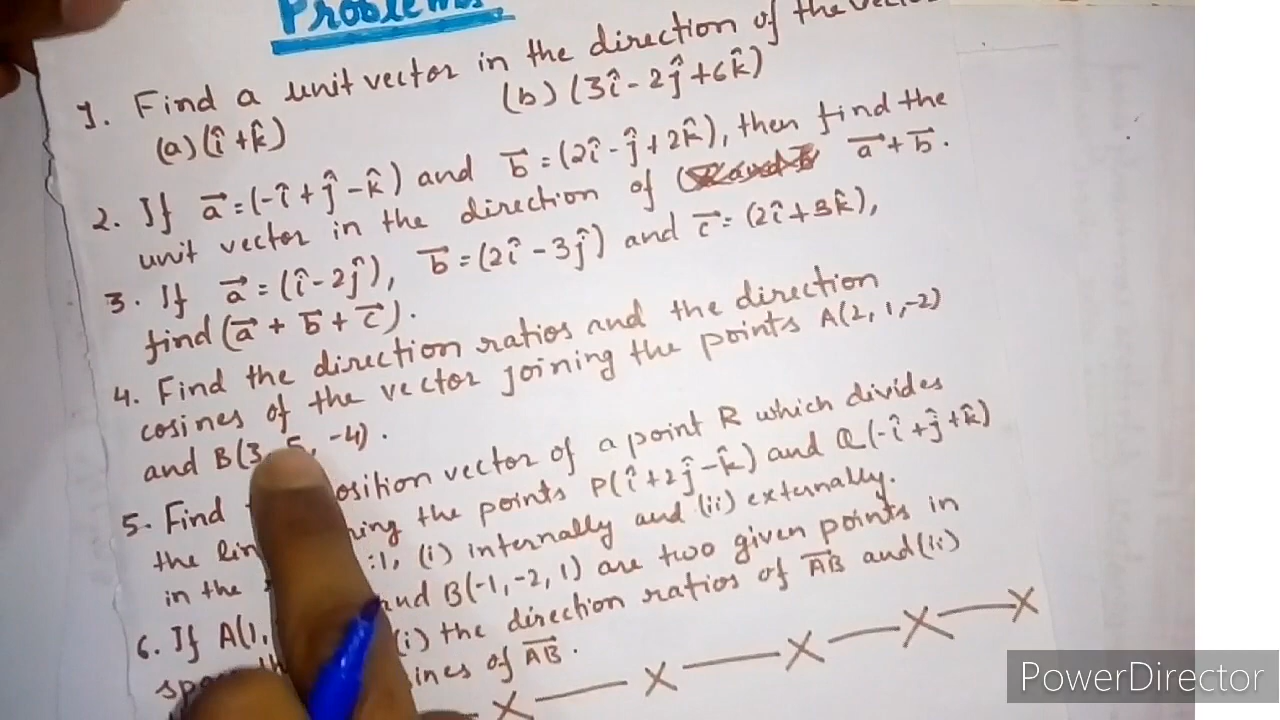 Problems
1. Find a unit vector in the direction of the vector
(a) (î + k̂) (b) (3î - 2ĵ + 6k̂)
2. If a⃗ = (-î + ĵ - k̂) and b⃗ = (2î - ĵ + 2k̂), then find the
unit vector in the direction of a⃗ + b⃗.
3. If a⃗ = (î - 2ĵ), b⃗ = (2î - 3ĵ) and c⃗ = (2î + 3k̂),
find (a⃗ + b⃗ + c⃗).
4. Find the direction ratios and the direction
cosines of the vector joining the points A(2, 1, -2)
and B(3, 5, -4).
5. Find position vector of a point R which divides
the the points P(î + 2ĵ - k̂) and Q(-î + ĵ + k̂)
in the :1, (i) internally and (ii) externally.
6. If A(1, and B(-1, -2, 1) are two given points in
(i) the direction ratios of AB⃗ and (ii)
of AB⃗.
PowerDirector